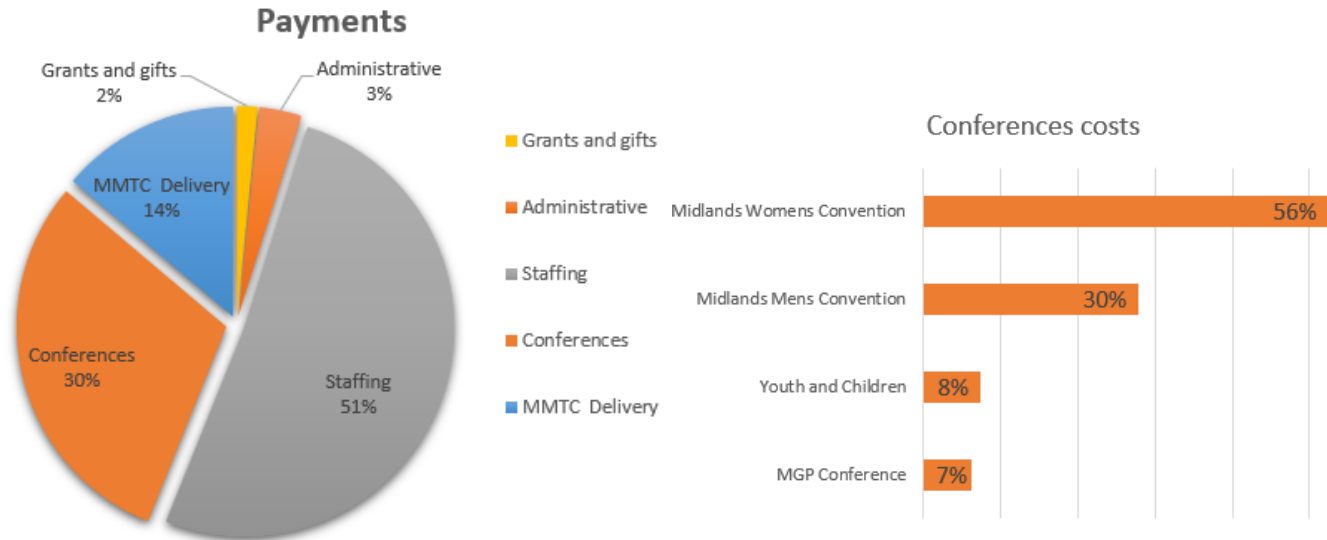 Payments
Grants and gifts
2%
Administrative
3%
MMTC Delivery
14%
Conferences
30%
Staffing
51%
Grants and gifts
Administrative
Staffing
Conferences
MMTC Delivery
Conferences costs
Midlands Womens Convention
56%
Midlands Mens Convention
30%
Youth and Children
8%
MGP Conference
7%